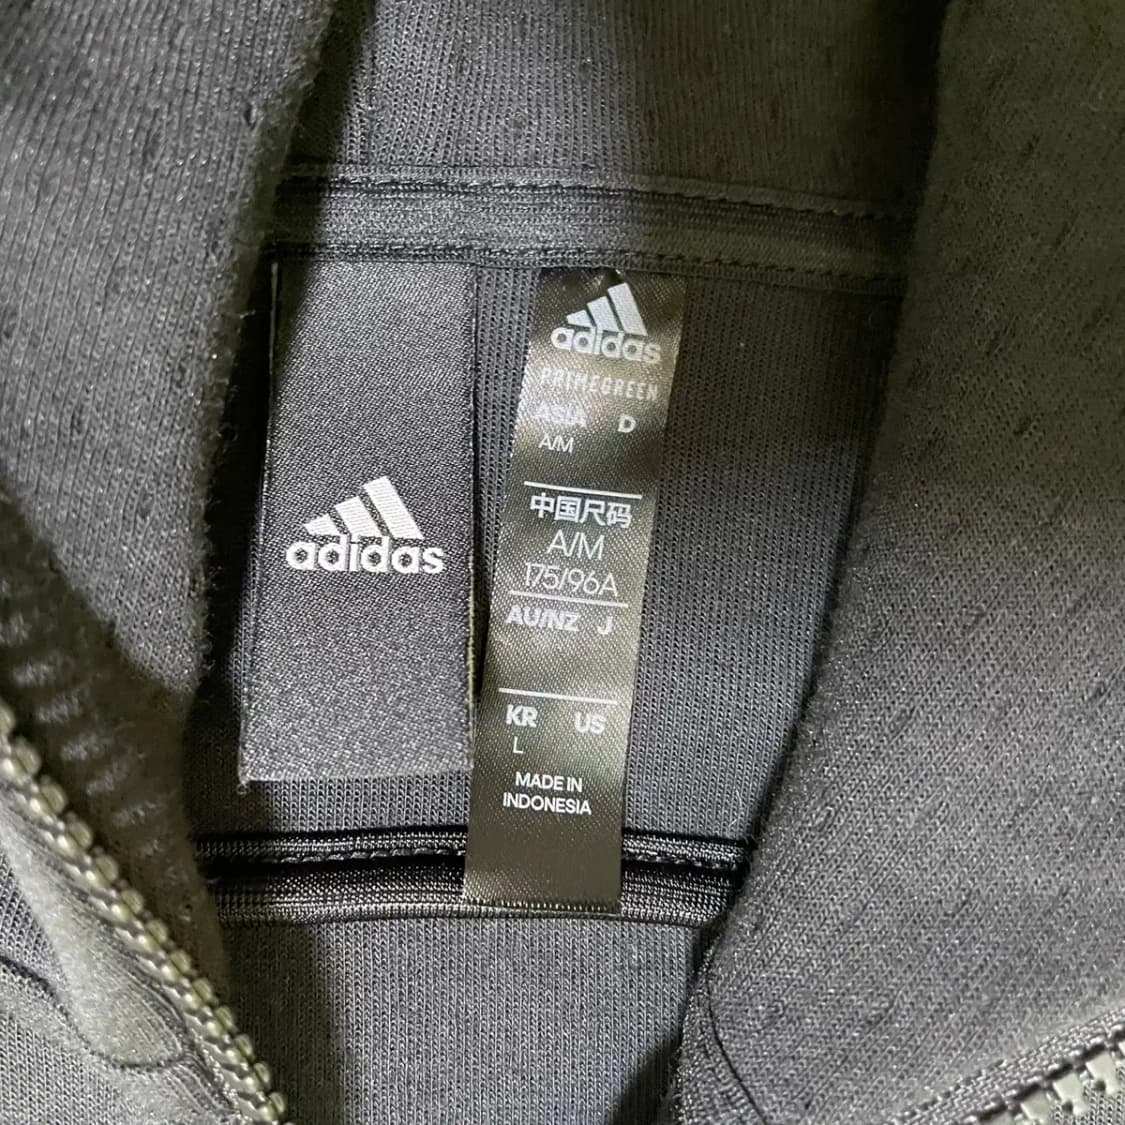 adidas
adidas
PRIMEGREEN
ASIA D
A/M
中国尺码
A/M
175/96A
AU/NZ J
KR US
L
MADE IN
INDONESIA